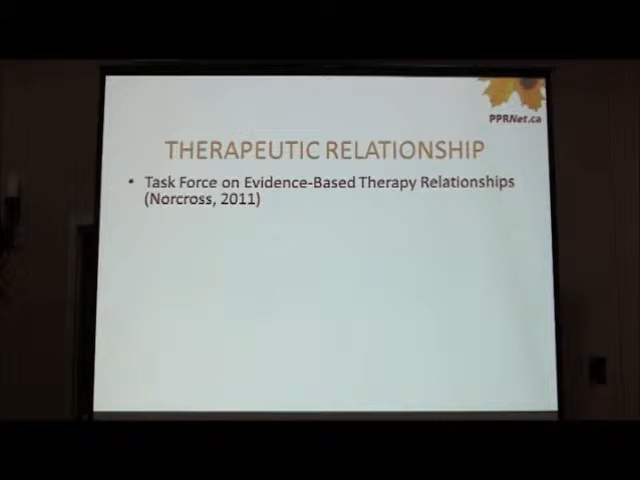 PPRNet.ca
THERAPEUTIC RELATIONSHIP
• Task Force on Evidence-Based Therapy Relationships
(Norcross, 2011)